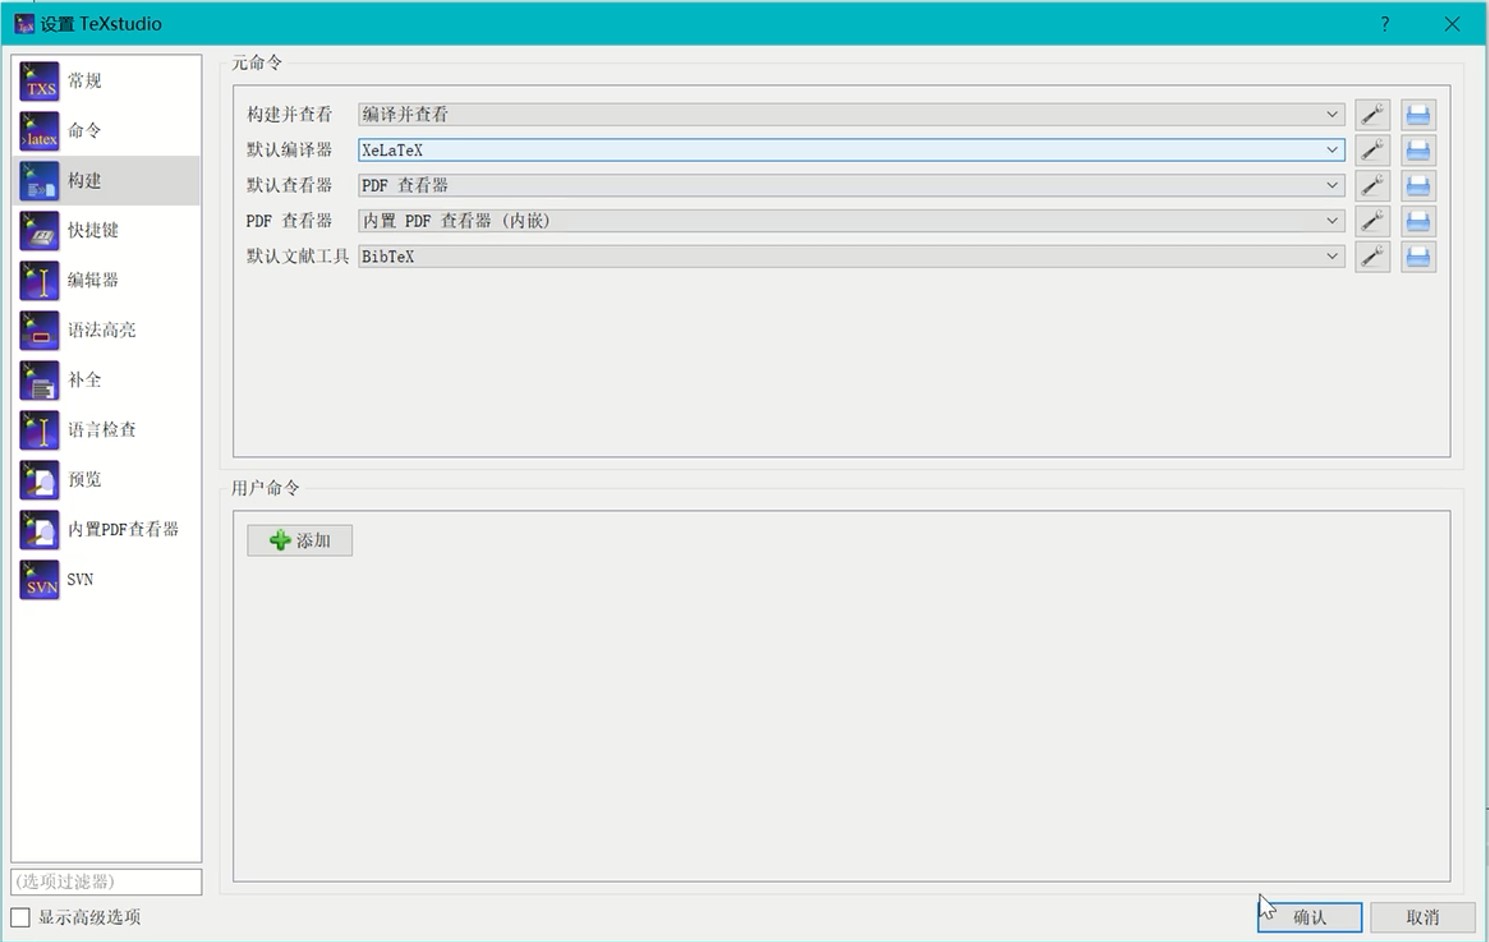 设置 TeXstudio
?
常规
命令
构建
快捷键
编辑器
语法高亮
补全
语言检查
预览
内置PDF查看器
SVN
(选项过滤器)
显示高级选项
元命令
构建并查看 编译并查看
默认编译器 XeLaTeX
默认查看器 PDF 查看器
PDF 查看器 内置 PDF 查看器 (内嵌)
默认文献工具 BibTeX
用户命令
添加
确认 取消
TXS
>latex
SVN